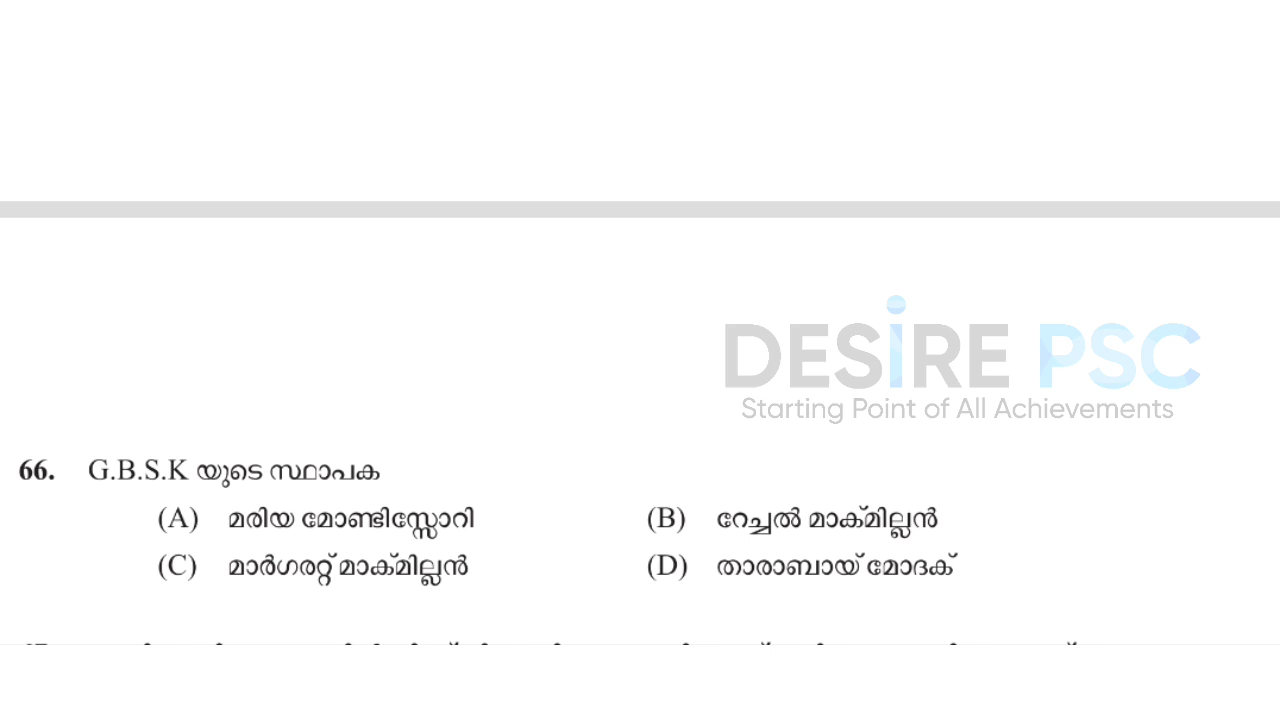 DESIRE PSC
Starting Point of All Achievements
66. G.B.S.K യുടെ സ്ഥാപക
(A) മരിയ മോണ്ടിസ്സോറി (B) റേച്ചൽ മാക്മില്ലൻ
(C) മാർഗരറ്റ് മാക്മില്ലൻ (D) താരാബായ് മോദക്